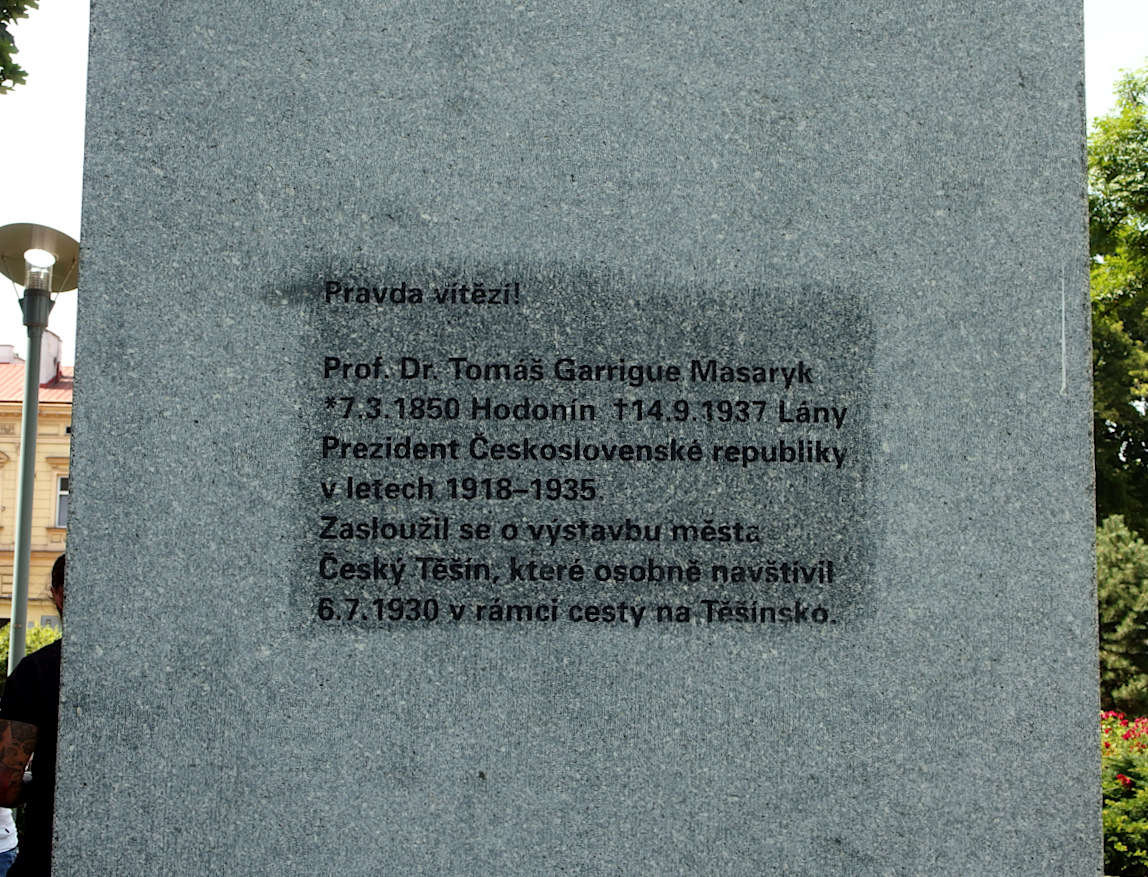 Pravda vítězí!
Prof. Dr. Tomáš Garrigue Masaryk
*7.3.1850 Hodonín †14.9.1937 Lány
Prezident Československé republiky
v letech 1918–1935.
Zasloužil se o výstavbu města
Český Těšín, které osobně navštívil
6.7.1930 v rámci cesty na Těšínsko.